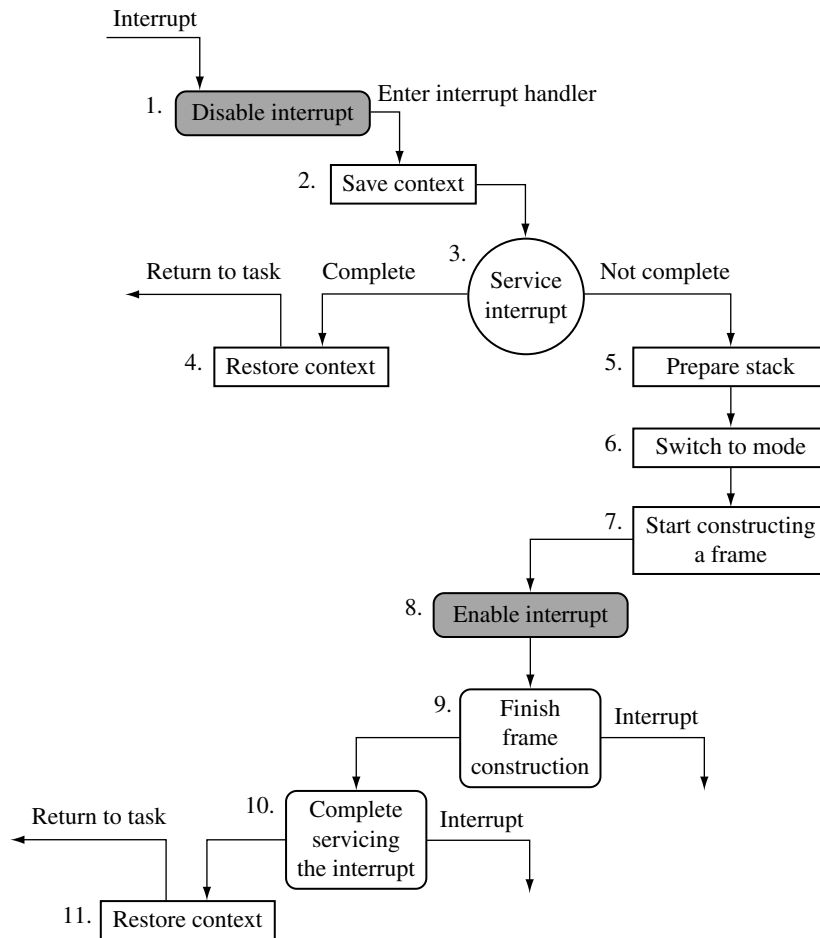 Interrupt
1. Disable interrupt
Enter interrupt handler
2. Save context
3. Service
interrupt
Return to task
Complete
Not complete
4. Restore context
5. Prepare stack
6. Switch to mode
7. Start constructing
a frame
8. Enable interrupt
9. Finish
frame
construction
Interrupt
10. Complete
servicing
the interrupt
Interrupt
Return to task
11. Restore context